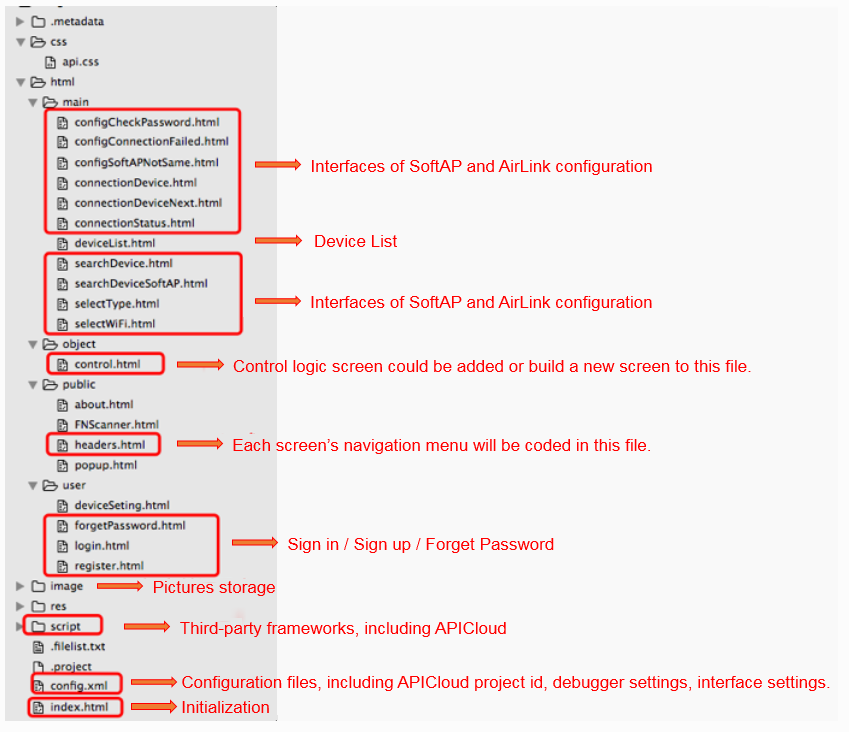 .metadata
css
api.css
html
main
configCheckPassword.html
configConnectionFailed.html
configSoftAPNotSame.html
Interfaces of SoftAP and AirLink configuration
connectionDevice.html
connectionDeviceNext.html
connectionStatus.html
deviceList.html
Device List
searchDevice.html
searchDeviceSoftAP.html
selectType.html
Interfaces of SoftAP and AirLink configuration
selectWiFi.html
object
control.html
Control logic screen could be added or build a new screen to this file.
public
about.html
FNScanner.html
headers.html
Each screen's navigation menu will be coded in this file.
popup.html
user
deviceSeting.html
forgetPassword.html
login.html
Sign in / Sign up / Forget Password
register.html
image
Pictures storage
res
script
Third-party frameworks, including APICloud
.filelist.txt
.project
config.xml
Configuration files, including APICloud project id, debugger settings, interface settings.
index.html
Initialization